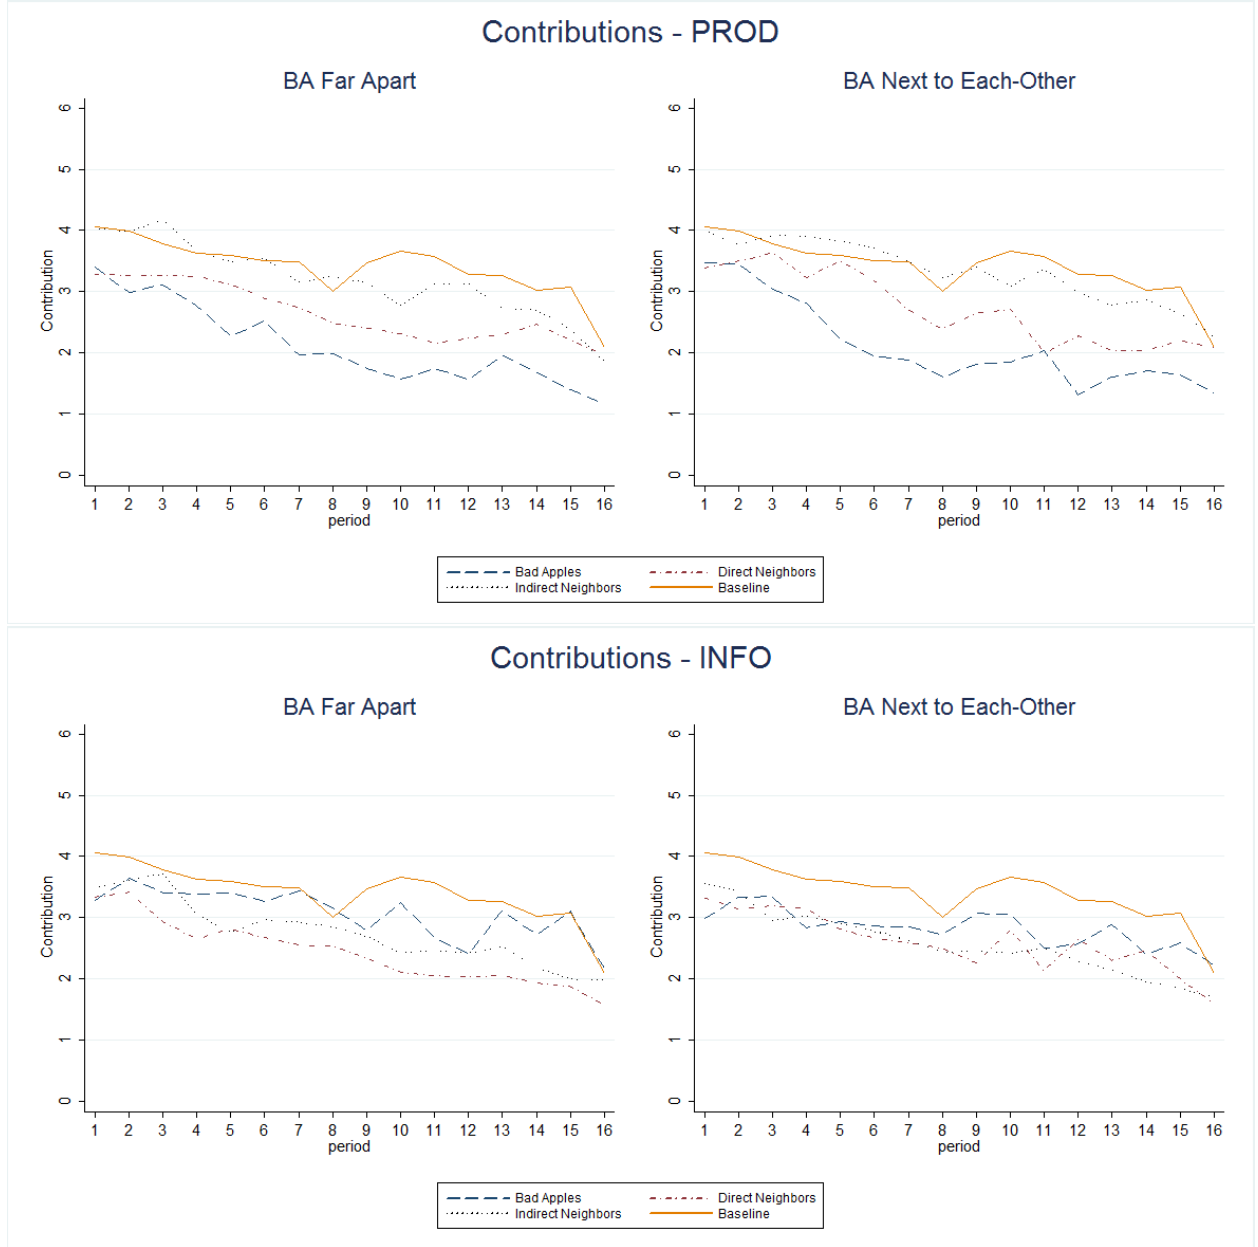 Contributions - PROD
BA Far Apart
BA Next to Each-Other
Contribution
0 1 2 3 4 5 6
1 2 3 4 5 6 7 8 9 10 11 12 13 14 15 16
period
Contribution
0 1 2 3 4 5 6
1 2 3 4 5 6 7 8 9 10 11 12 13 14 15 16
period
Bad Apples
Direct Neighbors
Indirect Neighbors
Baseline
Contributions - INFO
BA Far Apart
BA Next to Each-Other
Contribution
0 1 2 3 4 5 6
1 2 3 4 5 6 7 8 9 10 11 12 13 14 15 16
period
Contribution
0 1 2 3 4 5 6
1 2 3 4 5 6 7 8 9 10 11 12 13 14 15 16
period
Bad Apples
Direct Neighbors
Indirect Neighbors
Baseline